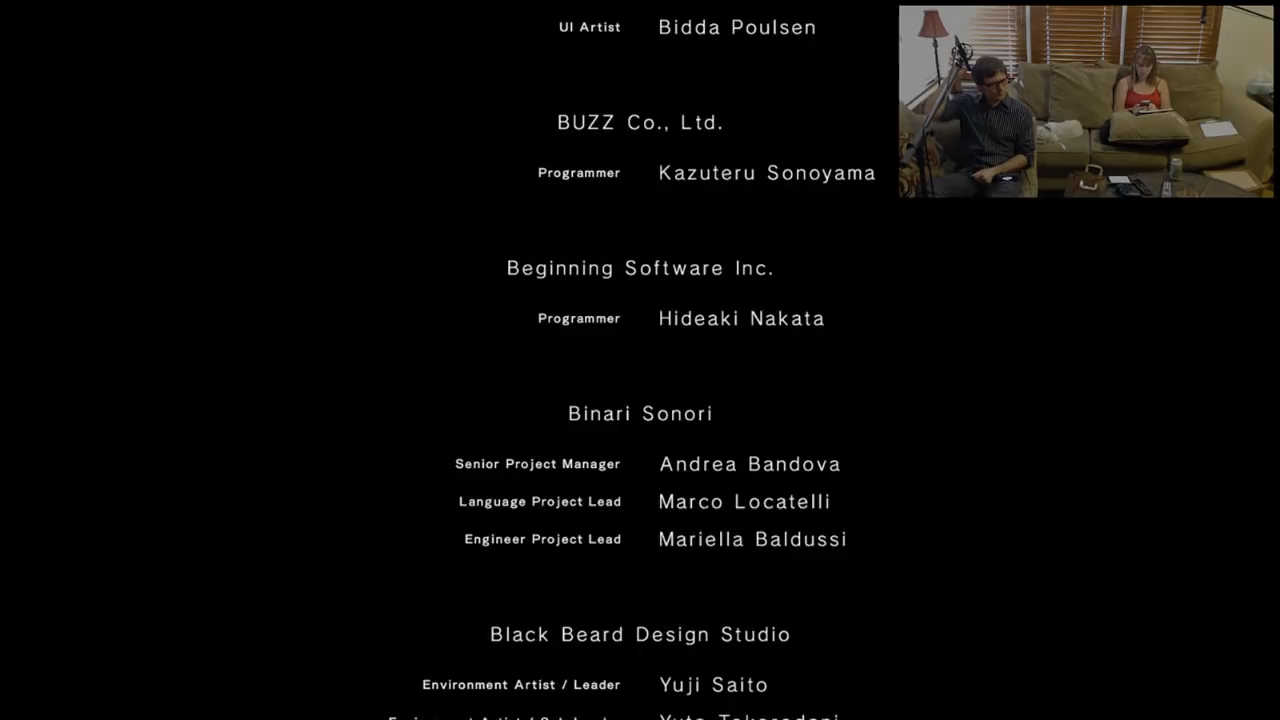 UI Artist Bidda Poulsen
BUZZ Co., Ltd.
Programmer Kazuteru Sonoyama
Beginning Software Inc.
Programmer Hideaki Nakata
Binari Sonori
Senior Project Manager Andrea Bandova
Language Project Lead Marco Locatelli
Engineer Project Lead Mariella Baldussi
Black Beard Design Studio
Environment Artist / Leader Yuji Saito